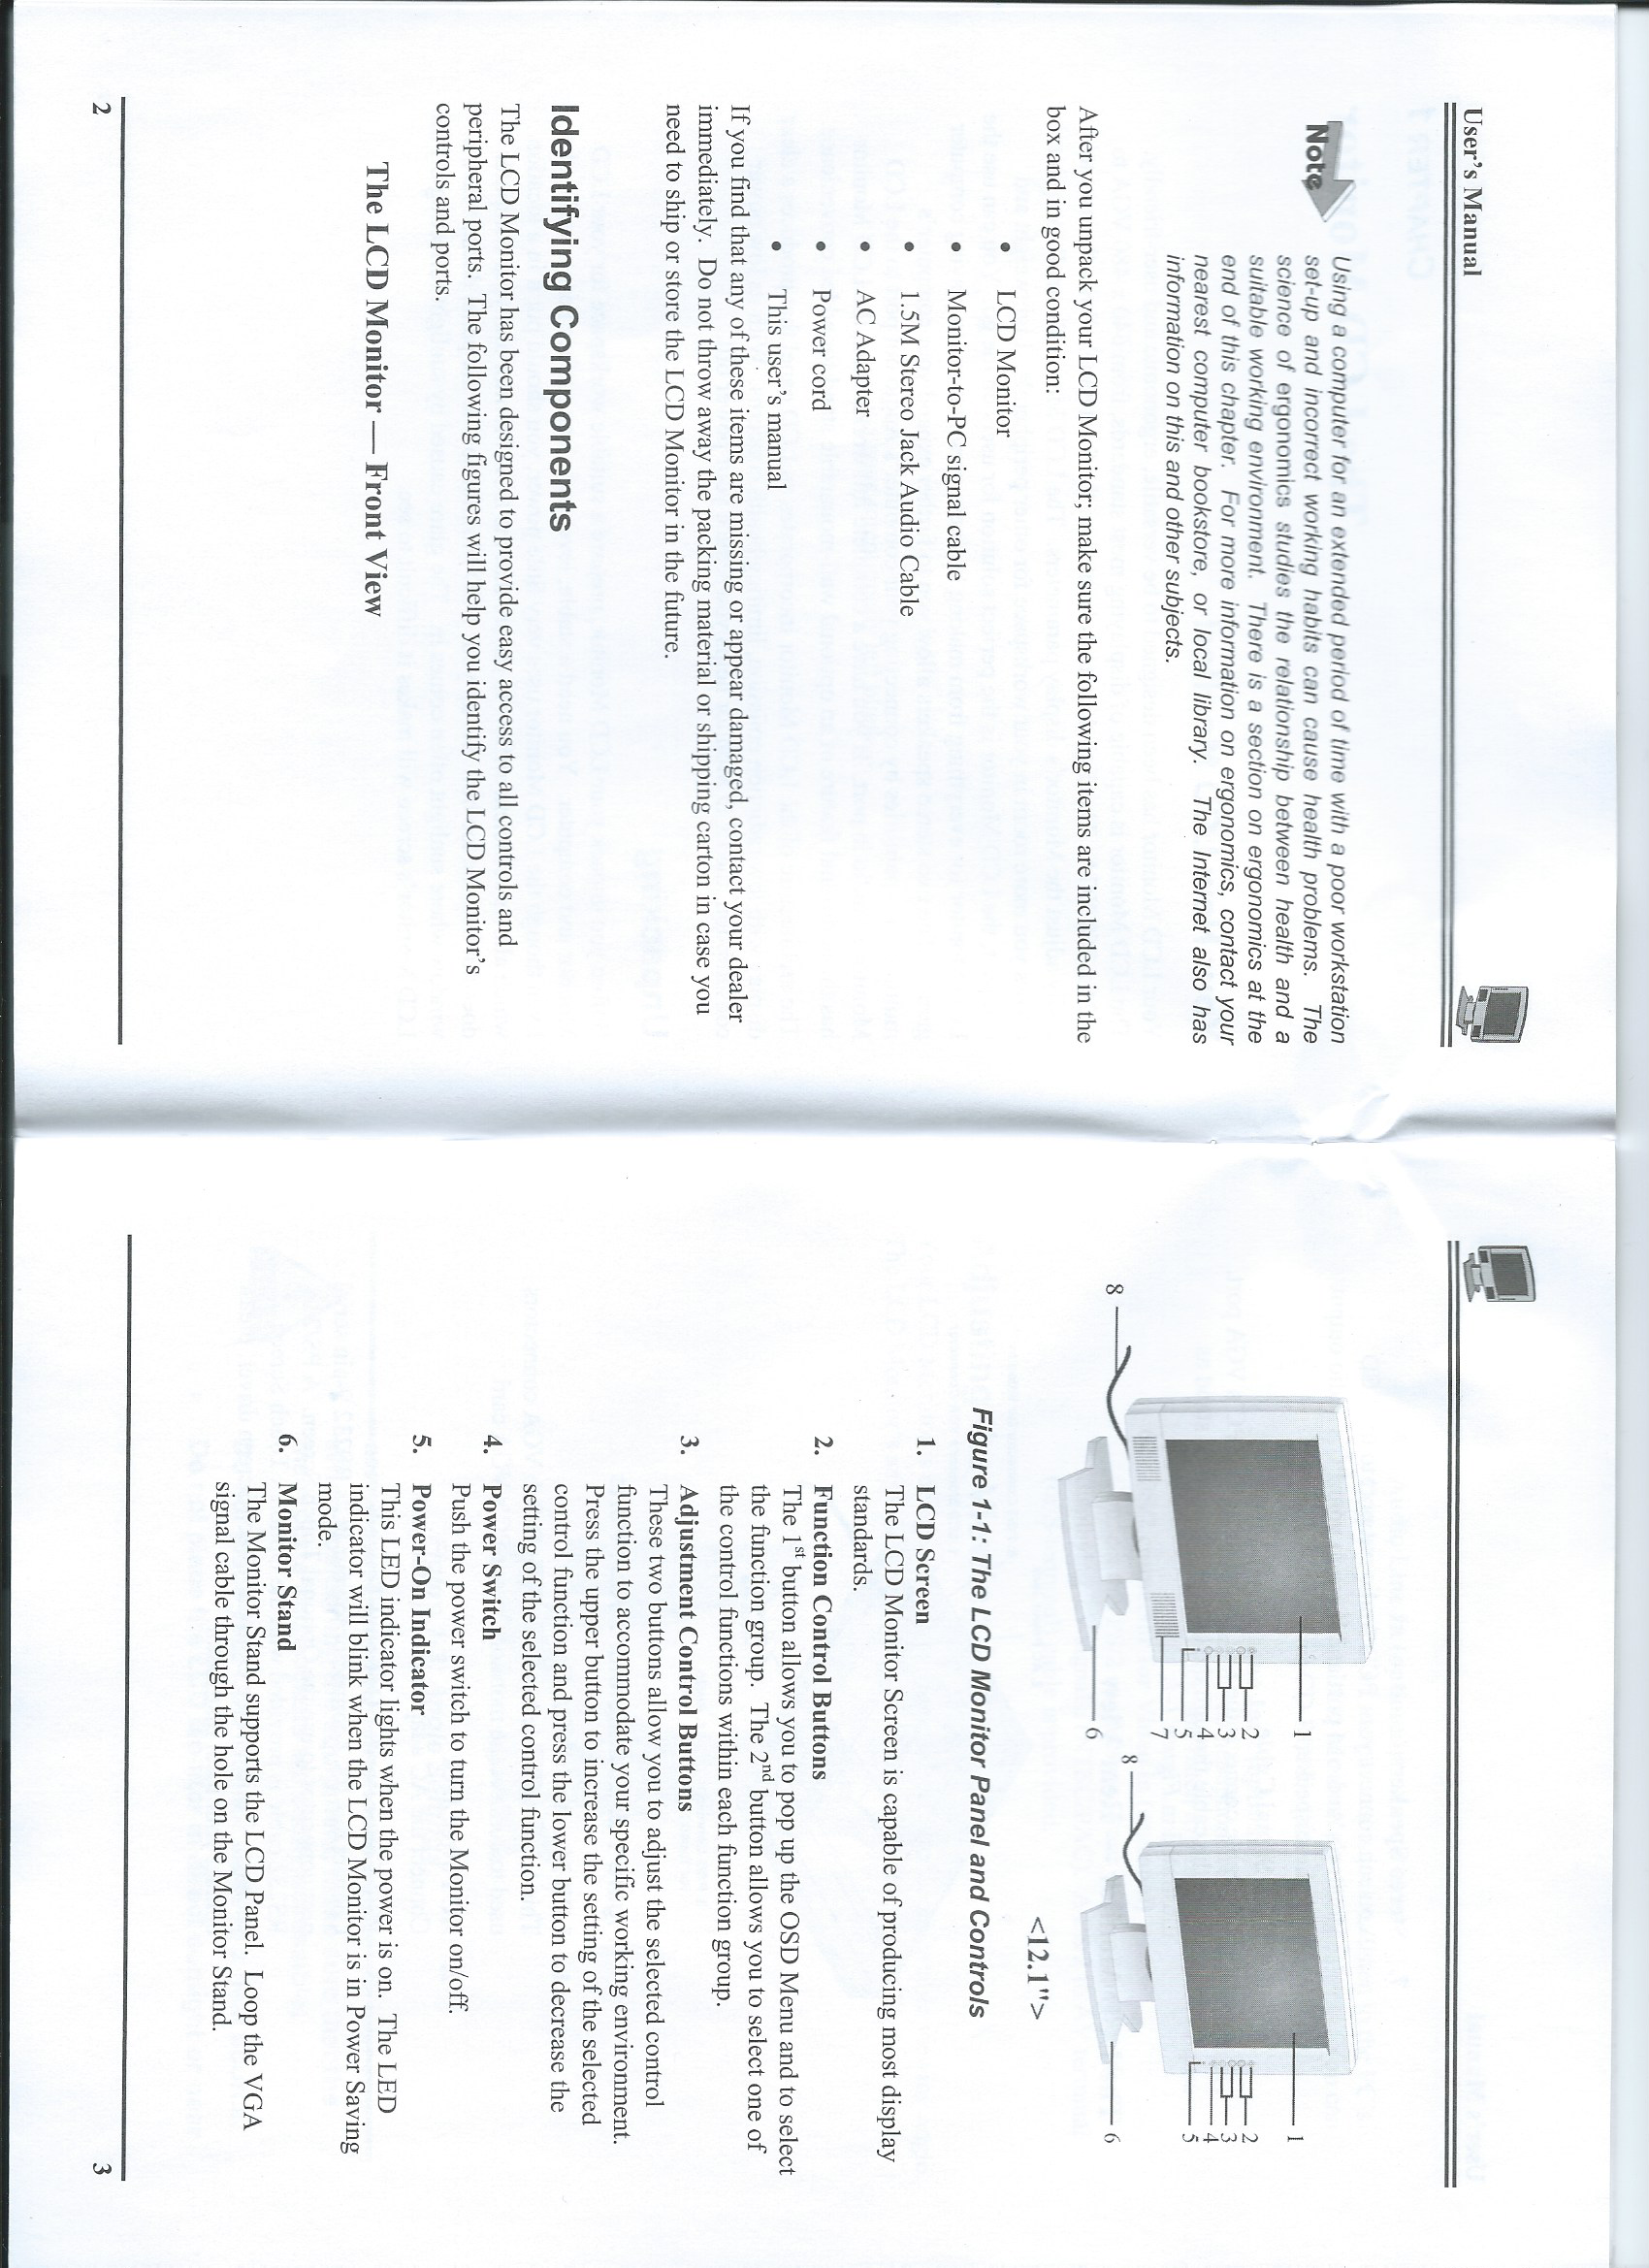 User's Manual
Note
Using a computer for an extended period of time with a poor workstation
set-up and incorrect working habits can cause health problems. The
science of ergonomics studies the relationship between health and a
suitable working environment. There is a section on ergonomics at the
end of this chapter. For more information on ergonomics, contact your
nearest computer bookstore, or local library. The Internet also has
information on this and other subjects.
After you unpack your LCD Monitor; make sure the following items are included in the
box and in good condition:
• LCD Monitor
• Monitor-to-PC signal cable
• 1.5M Stereo Jack Audio Cable
• AC Adapter
• Power cord
• This user's manual
If you find that any of these items are missing or appear damaged, contact your dealer
immediately. Do not throw away the packing material or shipping carton in case you
need to ship or store the LCD Monitor in the future.
Identifying Components
The LCD Monitor has been designed to provide easy access to all controls and
peripheral ports. The following figures will help you identify the LCD Monitor's
controls and ports.
The LCD Monitor — Front View
2
1
2
3
4
5
7
6
8
1
2
3
4
5
6
8
<12.1">
Figure 1-1: The LCD Monitor Panel and Controls
1. LCD Screen
The LCD Monitor Screen is capable of producing most display
standards.
2. Function Control Buttons
The 1st button allows you to pop up the OSD Menu and to select
the function group. The 2nd button allows you to select one of
the control functions within each function group.
3. Adjustment Control Buttons
These two buttons allow you to adjust the selected control
function to accommodate your specific working environment.
Press the upper button to increase the setting of the selected
control function and press the lower button to decrease the
setting of the selected control function.
4. Power Switch
Push the power switch to turn the Monitor on/off.
5. Power-On Indicator
This LED indicator lights when the power is on. The LED
indicator will blink when the LCD Monitor is in Power Saving
mode.
6. Monitor Stand
The Monitor Stand supports the LCD Panel. Loop the VGA
signal cable through the hole on the Monitor Stand.
3